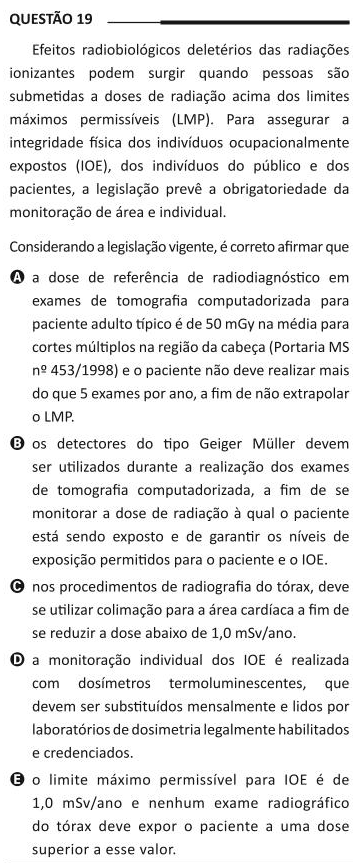 QUESTÃO 19
Efeitos radiobiológicos deletérios das radiações
ionizantes podem surgir quando pessoas são
submetidas a doses de radiação acima dos limites
máximos permissíveis (LMP). Para assegurar a
integridade física dos indivíduos ocupacionalmente
expostos (IOE), dos indivíduos do público e dos
pacientes, a legislação prevê a obrigatoriedade da
monitoração de área e individual.
Considerando a legislação vigente, é correto afirmar que
A a dose de referência de radiodiagnóstico em
exames de tomografia computadorizada para
paciente adulto típico é de 50 mGy na média para
cortes múltiplos na região da cabeça (Portaria MS
nº 453/1998) e o paciente não deve realizar mais
do que 5 exames por ano, a fim de não extrapolar
o LMP.
B os detectores do tipo Geiger Müller devem
ser utilizados durante a realização dos exames
de tomografia computadorizada, a fim de se
monitorar a dose de radiação à qual o paciente
está sendo exposto e de garantir os níveis de
exposição permitidos para o paciente e o IOE.
C nos procedimentos de radiografia do tórax, deve
se utilizar colimação para a área cardíaca a fim de
se reduzir a dose abaixo de 1,0 mSv/ano.
D a monitoração individual dos IOE é realizada
com dosímetros termoluminescentes, que
devem ser substituídos mensalmente e lidos por
laboratórios de dosimetria legalmente habilitados
e credenciados.
E o limite máximo permissível para IOE é de
1,0 mSv/ano e nenhum exame radiográfico
do tórax deve expor o paciente a uma dose
superior a esse valor.